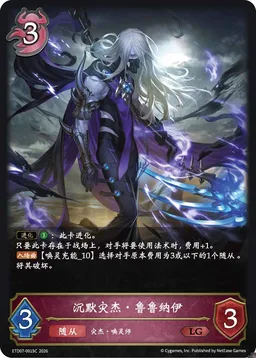 3
进化 1 ：此卡进化。
只要此卡存在于战场上，对手将要使用法术时，费用+1。
入场曲【唤灵充能_10】选择对手原本费用为3或以下的1个随从，
将其破坏。
沉默灾杰・鲁鲁纳伊
3
随从
灾杰・唤灵师
LG
3
ETD07-001SC 2026
© Cygames, Inc. Published by NetEase Games